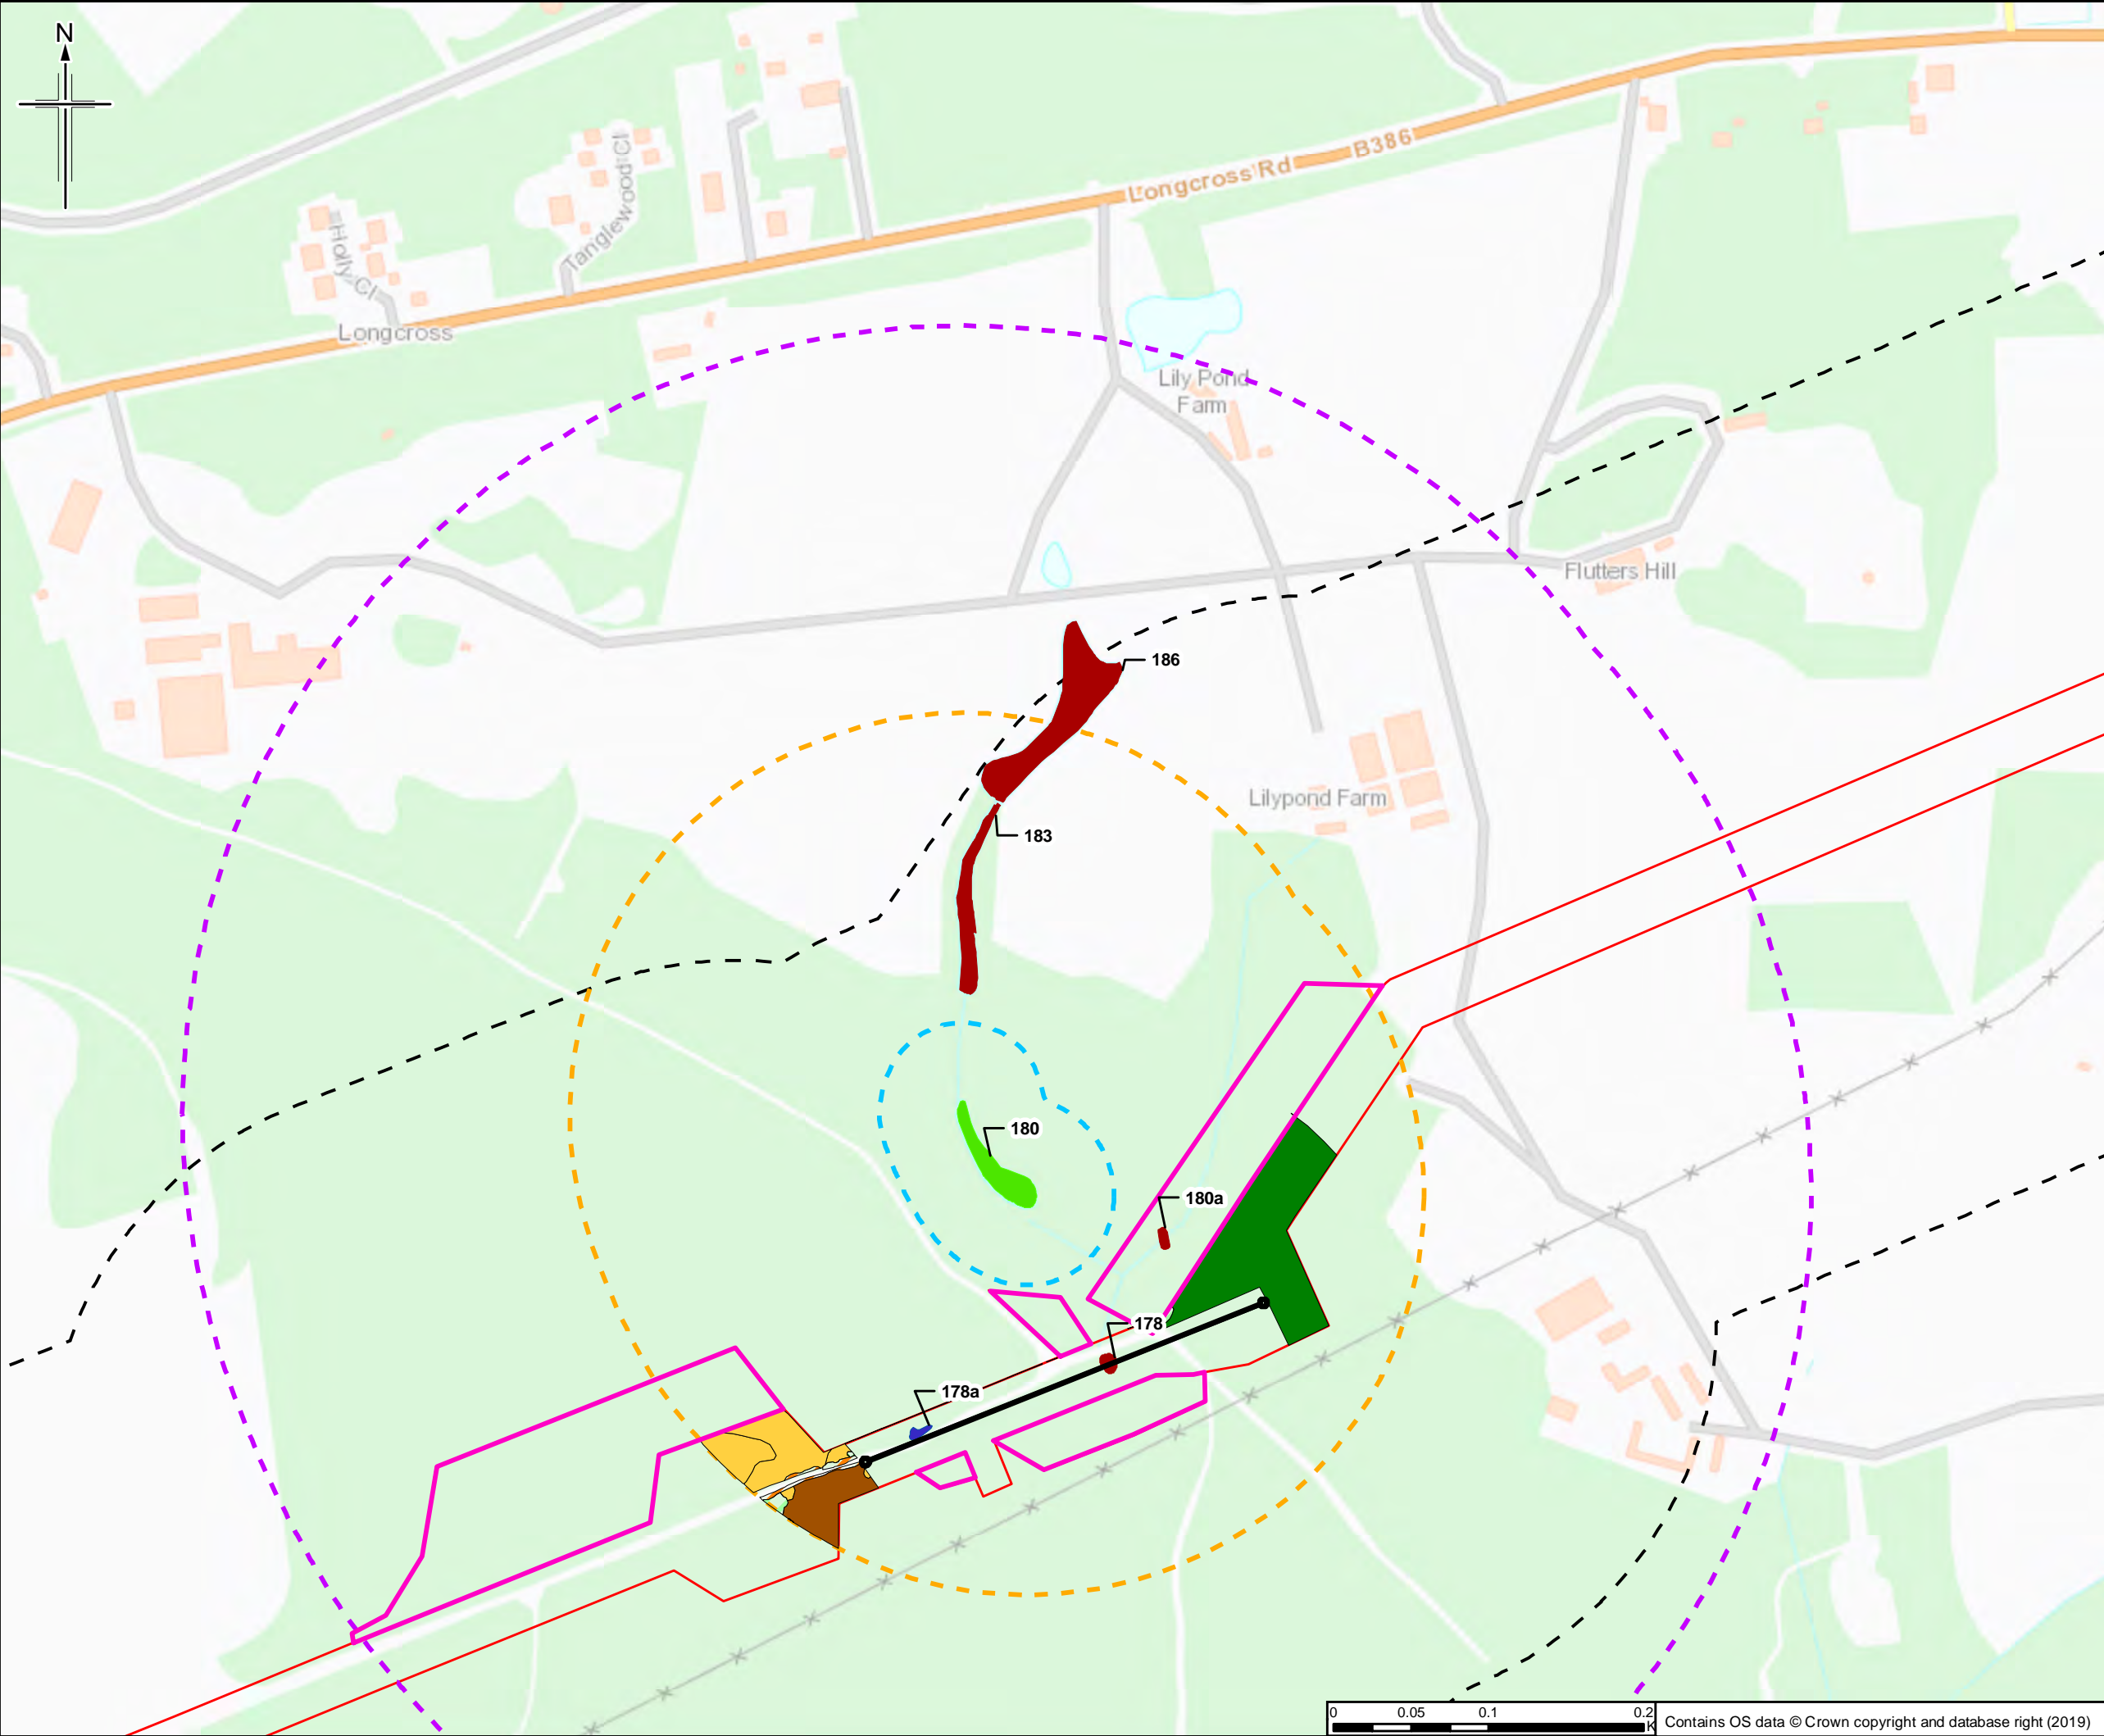 N
B386
Longcross Rd
Tanglewood Cl
Holly Cl
Longcross
Lily Pond
Farm
Flutters Hill
186
Lilypond Farm
183
180
180a
178
178a
0 0.05 0.1 0.2
K
Contains OS data © Crown copyright and database right (2019)